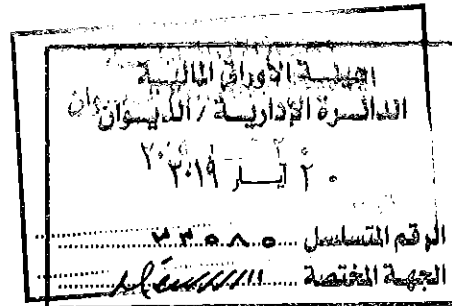 هيئة الأوراق المالية
الدائرة الإدارية / الديوان
٢٠ أيار ٢٠١٩
الرقم المتسلسل
الجهة المختصة